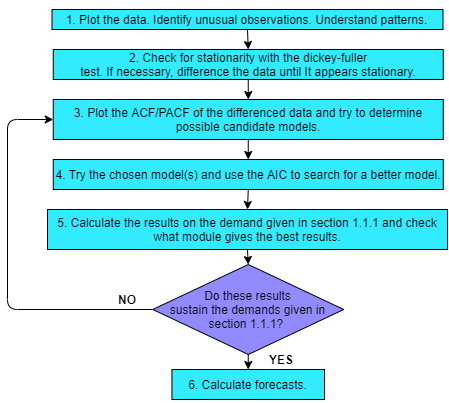 1. Plot the data. Identify unusual observations. Understand patterns.
2. Check for stationarity with the dickey-fuller
test. If necessary, difference the data until It appears stationary.
3. Plot the ACF/PACF of the differenced data and try to determine
possible candidate models.
4. Try the chosen model(s) and use the AIC to search for a better model.
5. Calculate the results on the demand given in section 1.1.1 and check
what module gives the best results.
NO
Do these results
sustain the demands given in
section 1.1.1?
YES
6. Calculate forecasts.